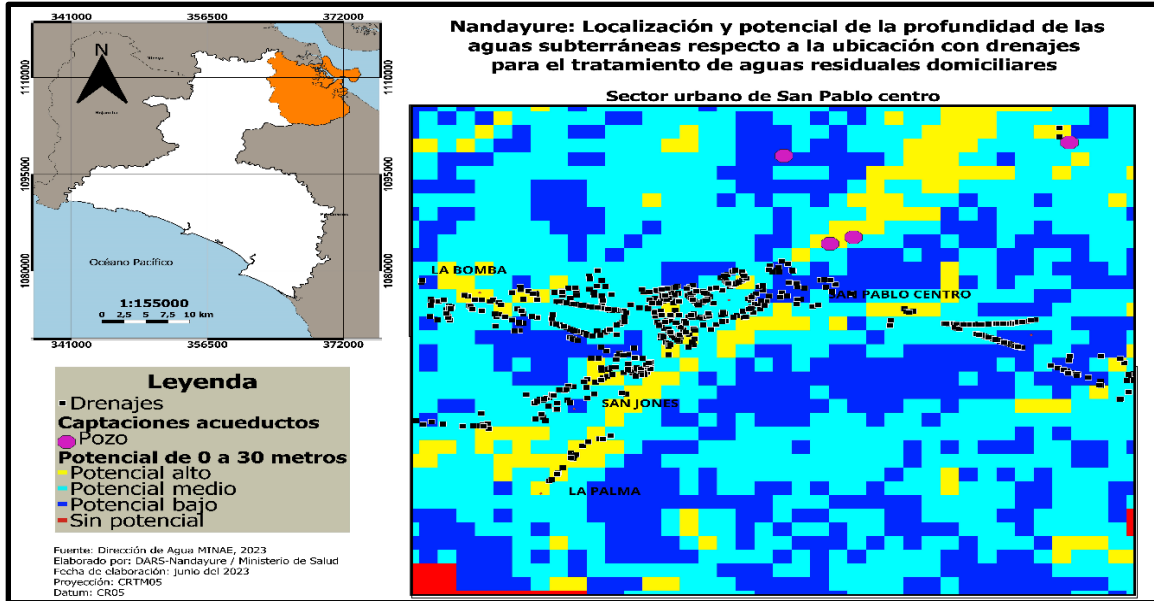 Nandayure: Localización y potencial de la profundidad de las
aguas subterráneas respecto a la ubicación con drenajes
para el tratamiento de aguas residuales domiciliares
Sector urbano de San Pablo centro
341000
356500
372000
N
1110000
1095000
1080000
1110000
1095000
1080000
Océano Pacífico
1:155000
0 2,5 5 7,5 10 km
341000
356500
372000
LA BOMBA
SAN PABLO CENTRO
SAN JONES
LA PALMA
Leyenda
Drenajes
Captaciones acueductos
Pozo
Potencial de 0 a 30 metros
Potencial alto
Potencial medio
Potencial bajo
Sin potencial
Fuente: Dirección de Agua MINAE, 2023
Elaborado por: DARS-Nandayure / Ministerio de Salud
Fecha de elaboración: junio del 2023
Proyección: CRTM05
Datum: CR05